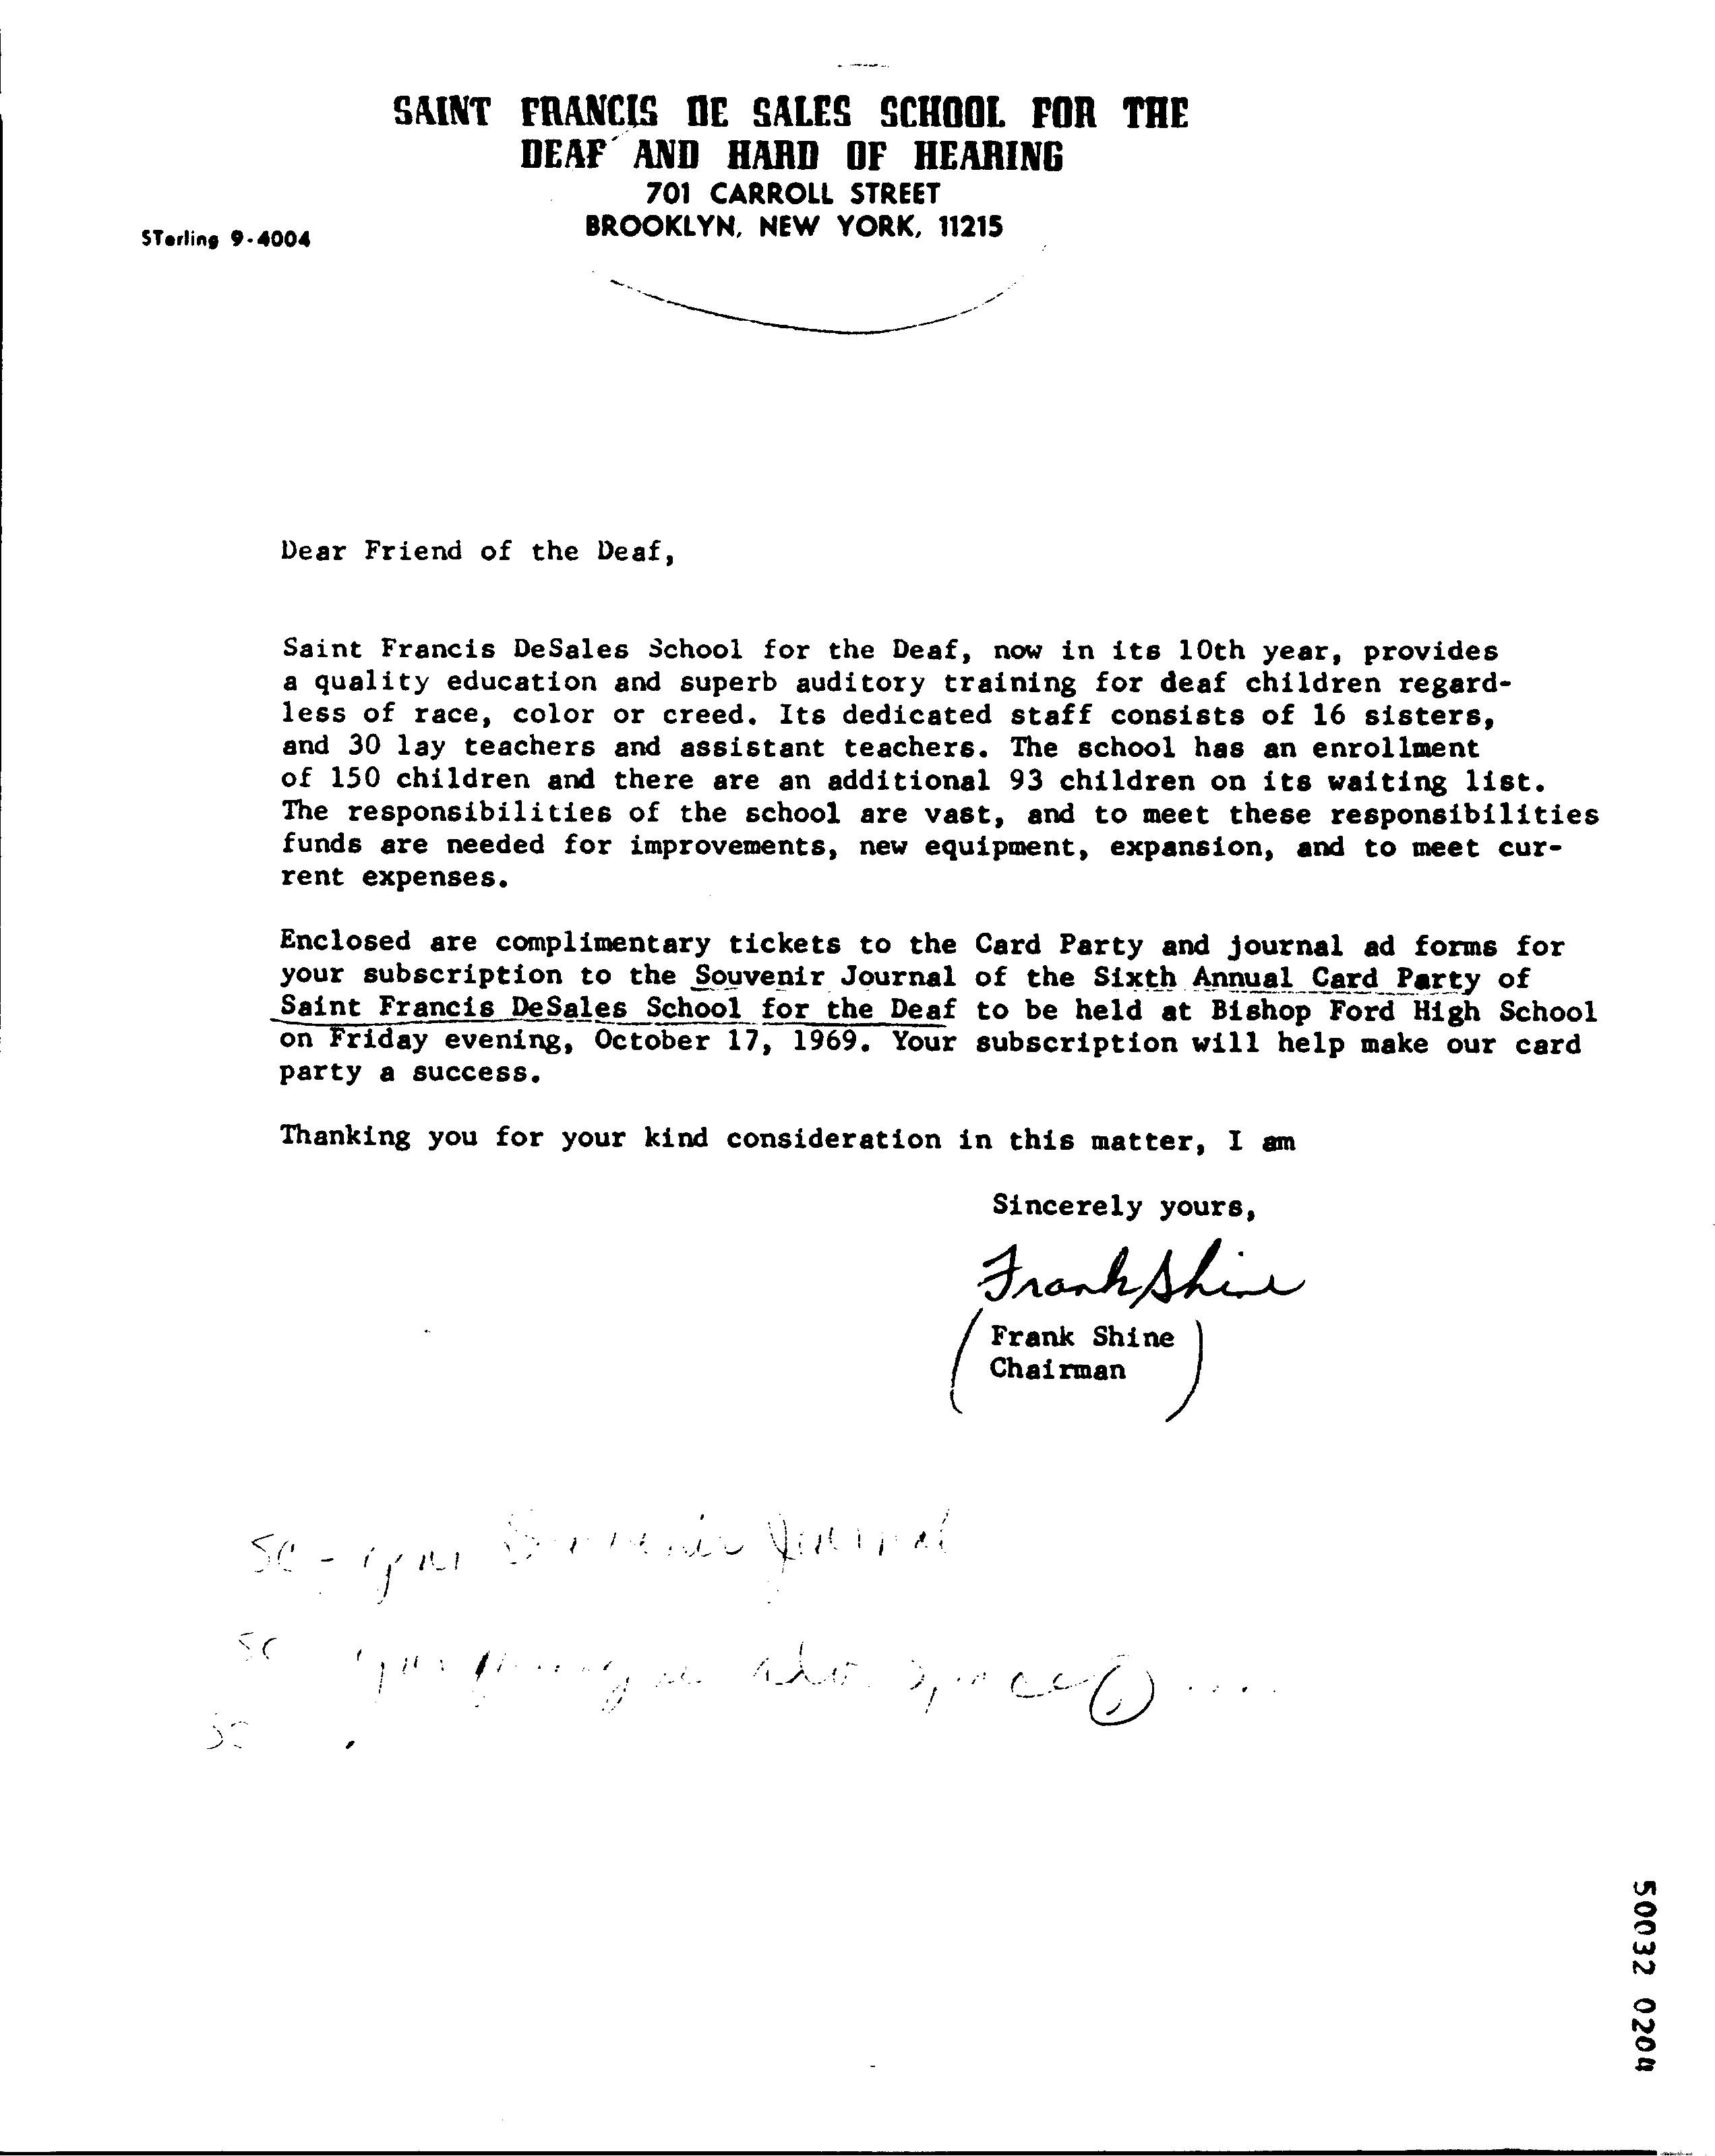 SAINT FRANCIS DE SALES SCHOOL FOR THE
DEAF AND HARD OF HEARING
701 CARROLL STREET
BROOKLYN, NEW YORK, 11215
STerling 9-4004
Dear Friend of the Deaf,
Saint Francis DeSales School for the Deaf, now in its 10th year, provides
a quality education and superb auditory training for deaf children regard-
less of race, color or creed. Its dedicated staff consists of 16 sisters,
and 30 lay teachers and assistant teachers. The school has an enrollment
of 150 children and there are an additional 93 children on its waiting list.
The responsibilities of the school are vast, and to meet these responsibilities
funds are needed for improvements, new equipment, expansion, and to meet cur-
rent expenses.
Enclosed are complimentary tickets to the Card Party and journal ad forms for
your subscription to the Souvenir Journal of the Sixth Annual Card Party of
Saint Francis DeSales School for the Deaf to be held at Bishop Ford High School
on Friday evening, October 17, 1969. Your subscription will help make our card
party a success.
Thanking you for your kind consideration in this matter, I am
Sincerely yours,
Frank Shine
Frank Shine
Chairman
Souvenir Journal
50032 0204